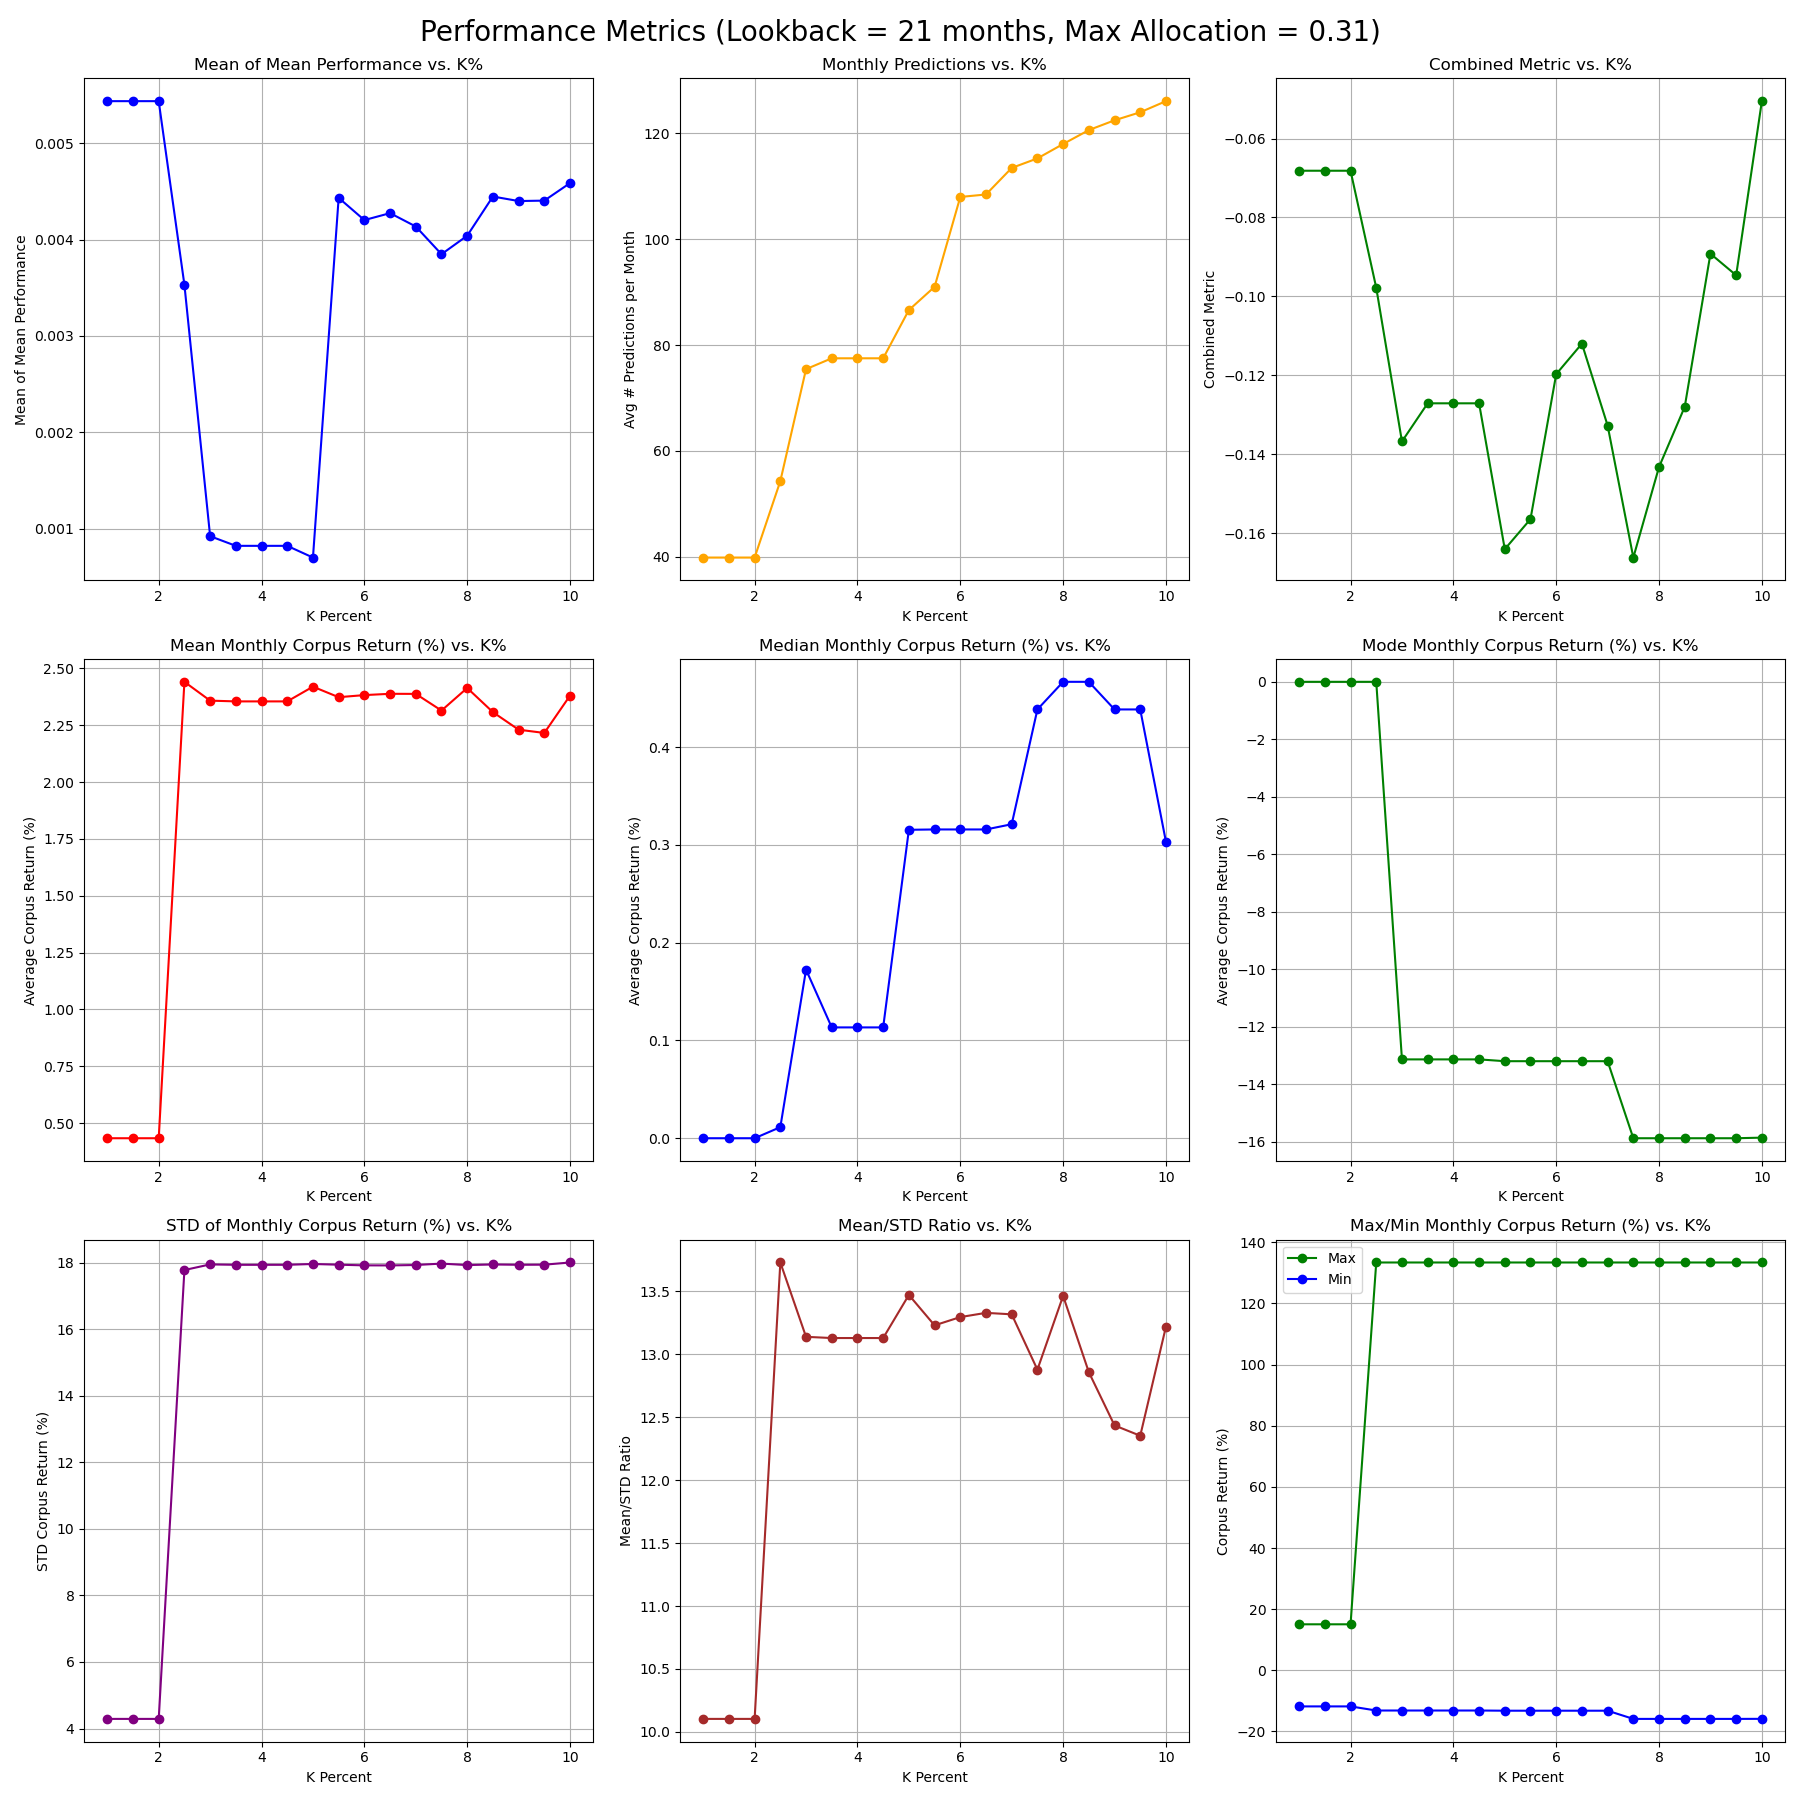 Performance Metrics (Lookback = 21 months, Max Allocation = 0.31)
Mean of Mean Performance vs. K%
Mean of Mean Performance
0.005
0.004
0.003
0.002
0.001
2 4 6 8 10
K Percent
Monthly Predictions vs. K%
Avg # Predictions per Month
120
100
80
60
40
2 4 6 8 10
K Percent
Combined Metric vs. K%
Combined Metric
−0.06
−0.08
−0.10
−0.12
−0.14
−0.16
2 4 6 8 10
K Percent
Mean Monthly Corpus Return (%) vs. K%
Average Corpus Return (%)
2.50
2.25
2.00
1.75
1.50
1.25
1.00
0.75
0.50
2 4 6 8 10
K Percent
Median Monthly Corpus Return (%) vs. K%
Average Corpus Return (%)
0.4
0.3
0.2
0.1
0.0
2 4 6 8 10
K Percent
Mode Monthly Corpus Return (%) vs. K%
Average Corpus Return (%)
0
−2
−4
−6
−8
−10
−12
−14
−16
2 4 6 8 10
K Percent
STD of Monthly Corpus Return (%) vs. K%
STD Corpus Return (%)
18
16
14
12
10
8
6
4
2 4 6 8 10
K Percent
Mean/STD Ratio vs. K%
Mean/STD Ratio
13.5
13.0
12.5
12.0
11.5
11.0
10.5
10.0
2 4 6 8 10
K Percent
Max/Min Monthly Corpus Return (%) vs. K%
Corpus Return (%)
Max
Min
140
120
100
80
60
40
20
0
−20
2 4 6 8 10
K Percent